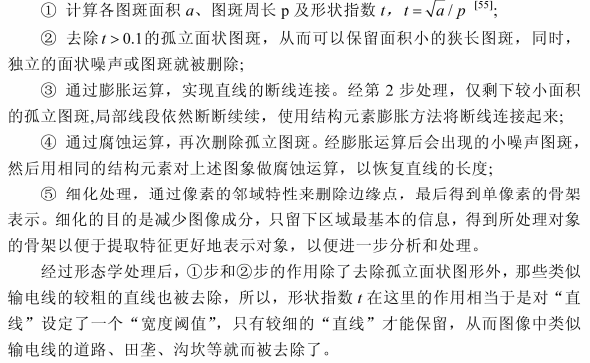 ① 计算各图斑面积 a、图斑周长 p 及形状指数 t，t=√a/p [55];
② 去除 t>0.1的孤立面状图斑，从而可以保留面积小的狭长图斑，同时，
独立的面状噪声或图斑就被删除;
③ 通过膨胀运算，实现直线的断线连接。经第 2 步处理，仅剩下较小面积
的孤立图斑,局部线段依然断断续续，使用结构元素膨胀方法将断线连接起来;
④ 通过腐蚀运算，再次删除孤立图斑。经膨胀运算后会出现的小噪声图斑，
然后用相同的结构元素对上述图象做腐蚀运算，以恢复直线的长度;
⑤ 细化处理，通过像素的邻域特性来删除边缘点，最后得到单像素的骨架
表示。细化的目的是减少图像成分，只留下区域最基本的信息，得到所处理对象
的骨架以便于提取特征更好地表示对象，以便进一步分析和处理。
经过形态学处理后，①步和②步的作用除了去除孤立面状图形外，那些类似
输电线的较粗的直线也被去除，所以，形状指数 t 在这里的作用相当于是对“直
线”设定了一个“宽度阈值”，只有较细的“直线”才能保留，从而图像中类似
输电线的道路、田垄、沟坎等就而被去除了。